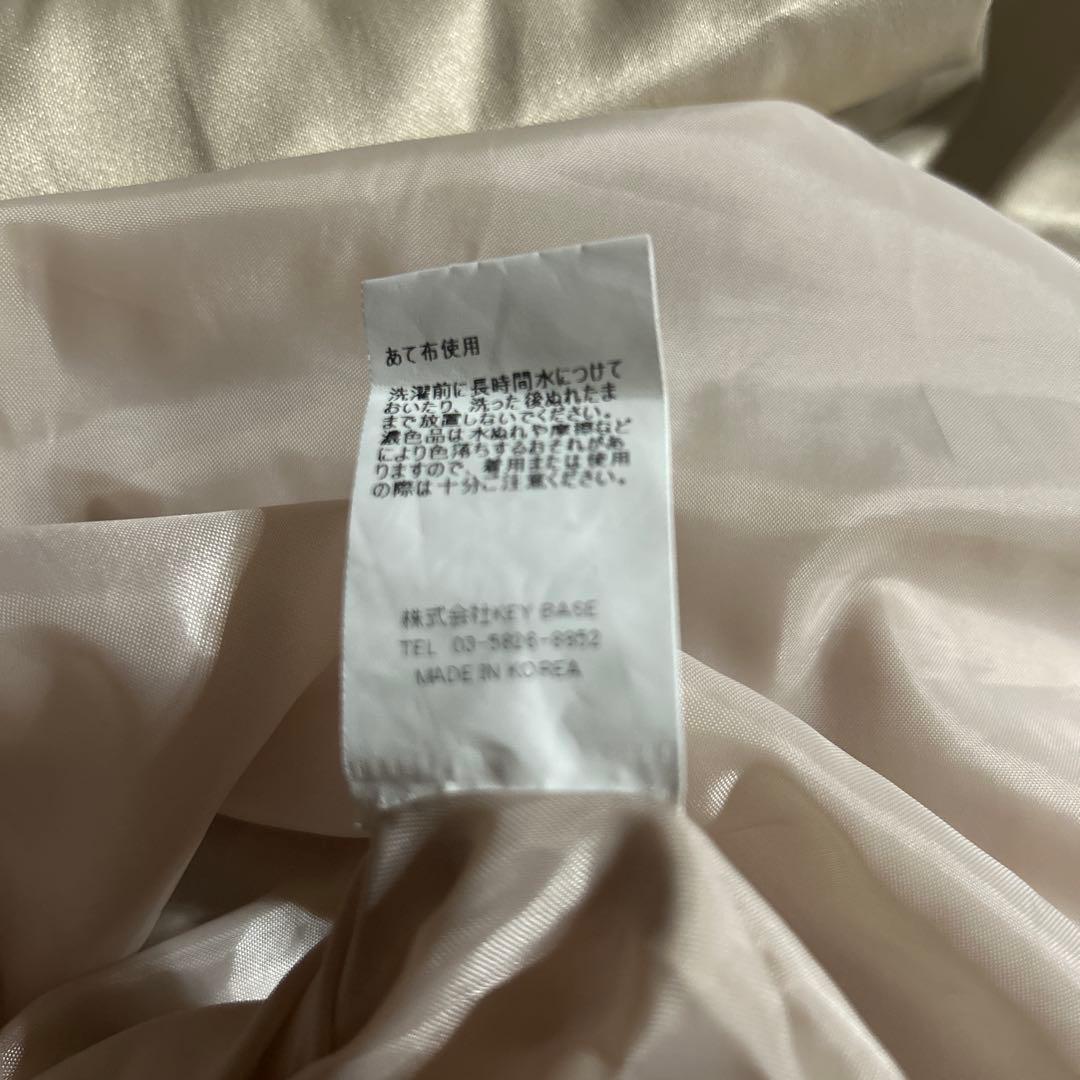 あて布使用
洗濯前に長時間水につけて
おいたり、洗った後ぬれたま
まで放置しないでください。
濃色品は水ぬれや摩擦など
により色落ちするおそれがあ
りますので、着用または使用
の際は十分ご注意ください。
株式会社KEY BASE
TEL 03-5826-8952
MADE IN KOREA